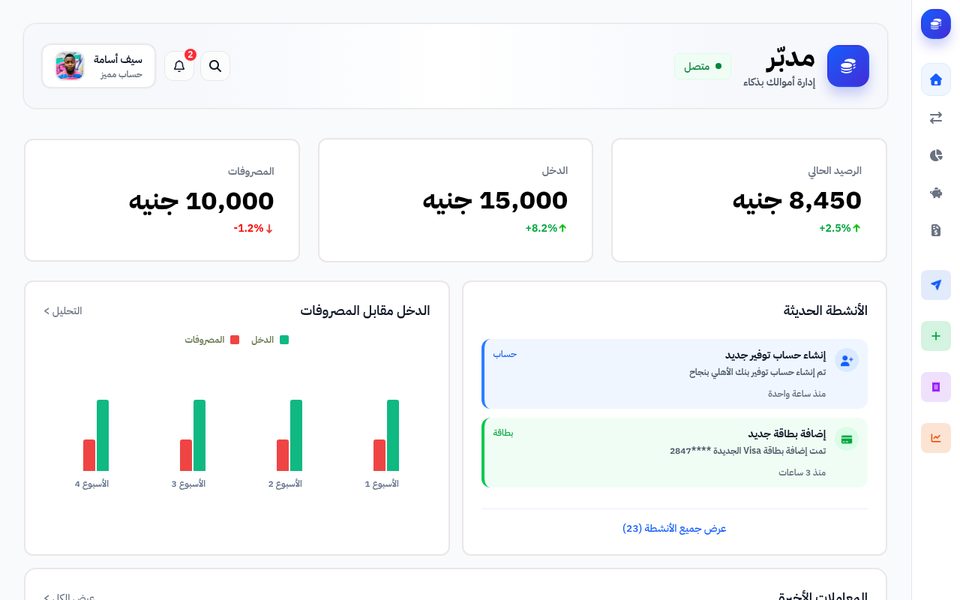 مدبّر
إدارة أموالك بذكاء
متصل
2
سيف أسامة
حساب مميز
الرصيد الحالي
8,450 جنيه
+2.5%
الدخل
15,000 جنيه
+8.2%
المصروفات
10,000 جنيه
-1.2%
الأنشطة الحديثة
إنشاء حساب توفير جديد
حساب
تم إنشاء حساب توفير بنك الأهلي بنجاح
منذ ساعة واحدة
إضافة بطاقة جديد
بطاقة
تمت إضافة بطاقة Visa الجديدة ****2847
منذ 3 ساعات
عرض جميع الأنشطة (23)
الدخل مقابل المصروفات
التحليل >
الدخل
المصروفات
الأسبوع 1
الأسبوع 2
الأسبوع 3
الأسبوع 4
المعاملات الأخيرة
عرض الكل >